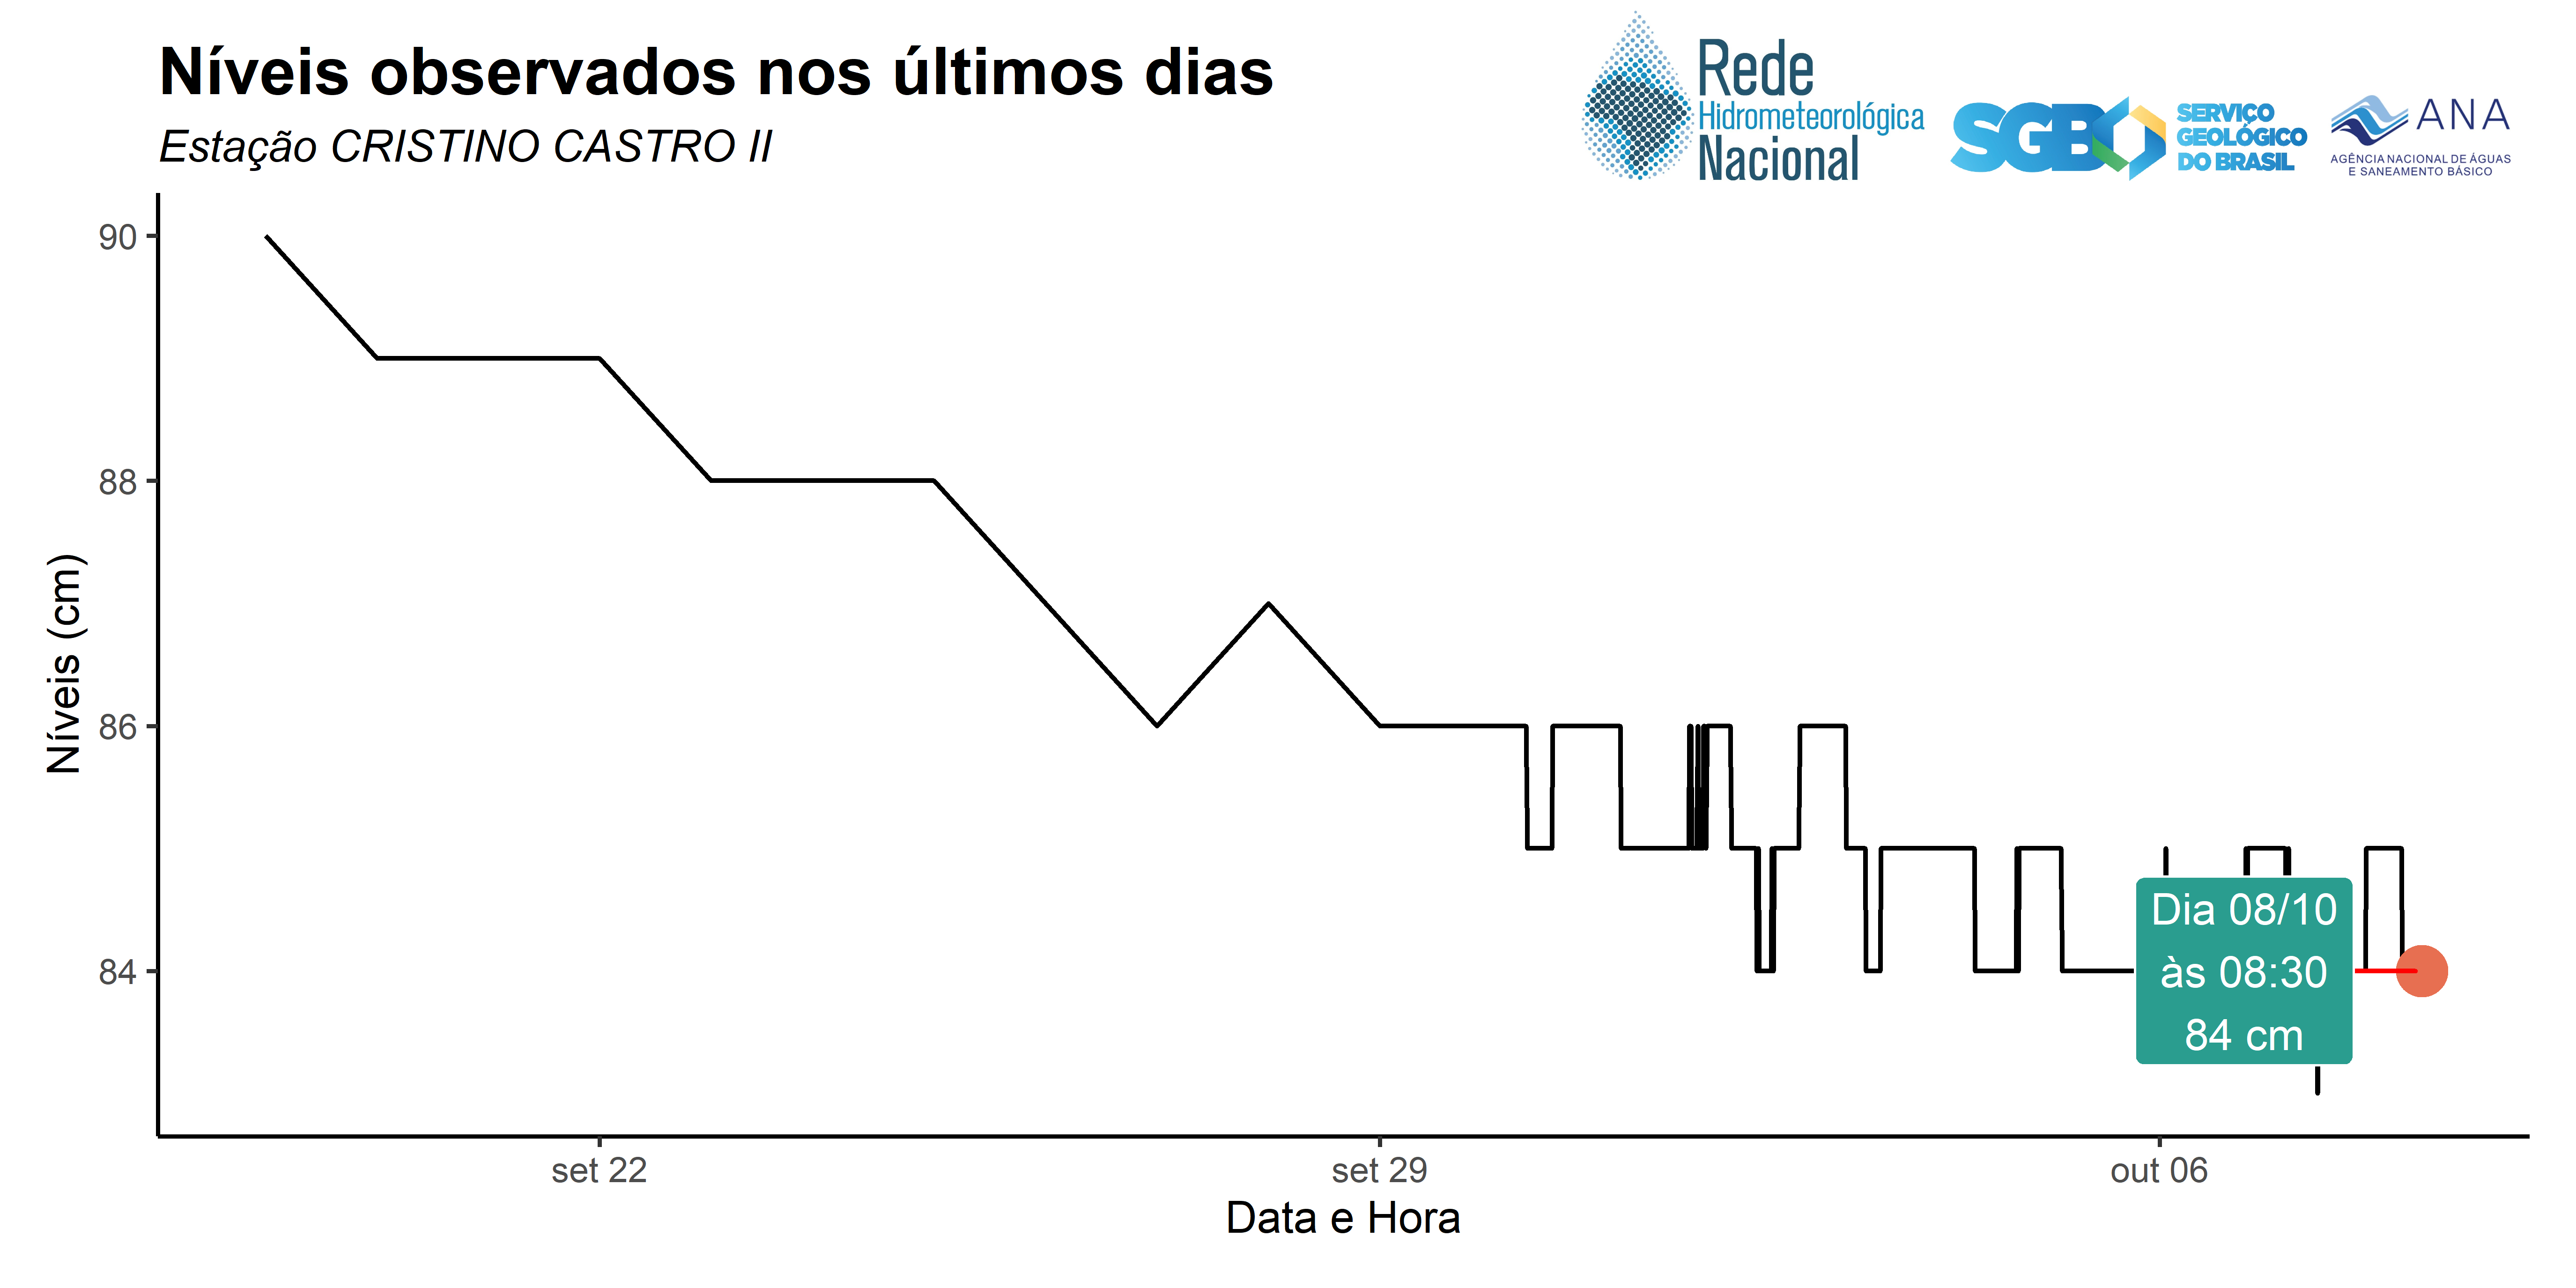 Níveis observados nos últimos dias
Estação CRISTINO CASTRO II
Rede
Hidrometeorológica
Nacional
SGB
SERVIÇO
GEOLÓGICO
DO BRASIL
ANA
AGÊNCIA NACIONAL DE ÁGUAS
E SANEAMENTO BÁSICO
90
88
86
84
Níveis (cm)
Dia 08/10
às 08:30
84 cm
set 22
set 29
out 06
Data e Hora